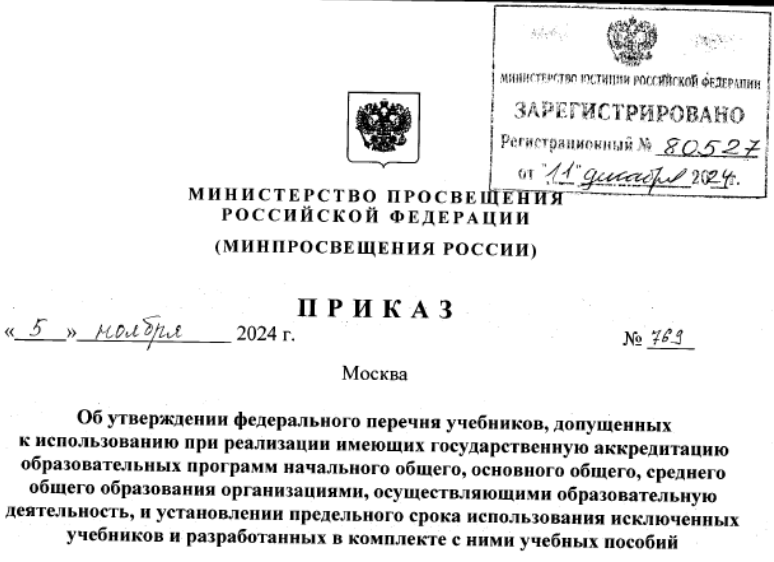 МИНИСТЕРСТВО ЮСТИЦИИ РОССИЙСКОЙ ФЕДЕРАЦИИ
ЗАРЕГИСТРИРОВАНО
Регистрационный № 80527
от "11" декабря 2024г.
МИНИСТЕРСТВО ПРОСВЕЩЕНИЯ
РОССИЙСКОЙ ФЕДЕРАЦИИ
(МИНПРОСВЕЩЕНИЯ РОССИИ)
ПРИКАЗ
«5» ноября 2024 г. № 769
Москва
Об утверждении федерального перечня учебников, допущенных
к использованию при реализации имеющих государственную аккредитацию
образовательных программ начального общего, основного общего, среднего
общего образования организациями, осуществляющими образовательную
деятельность, и установлении предельного срока использования исключенных
учебников и разработанных в комплекте с ними учебных пособий